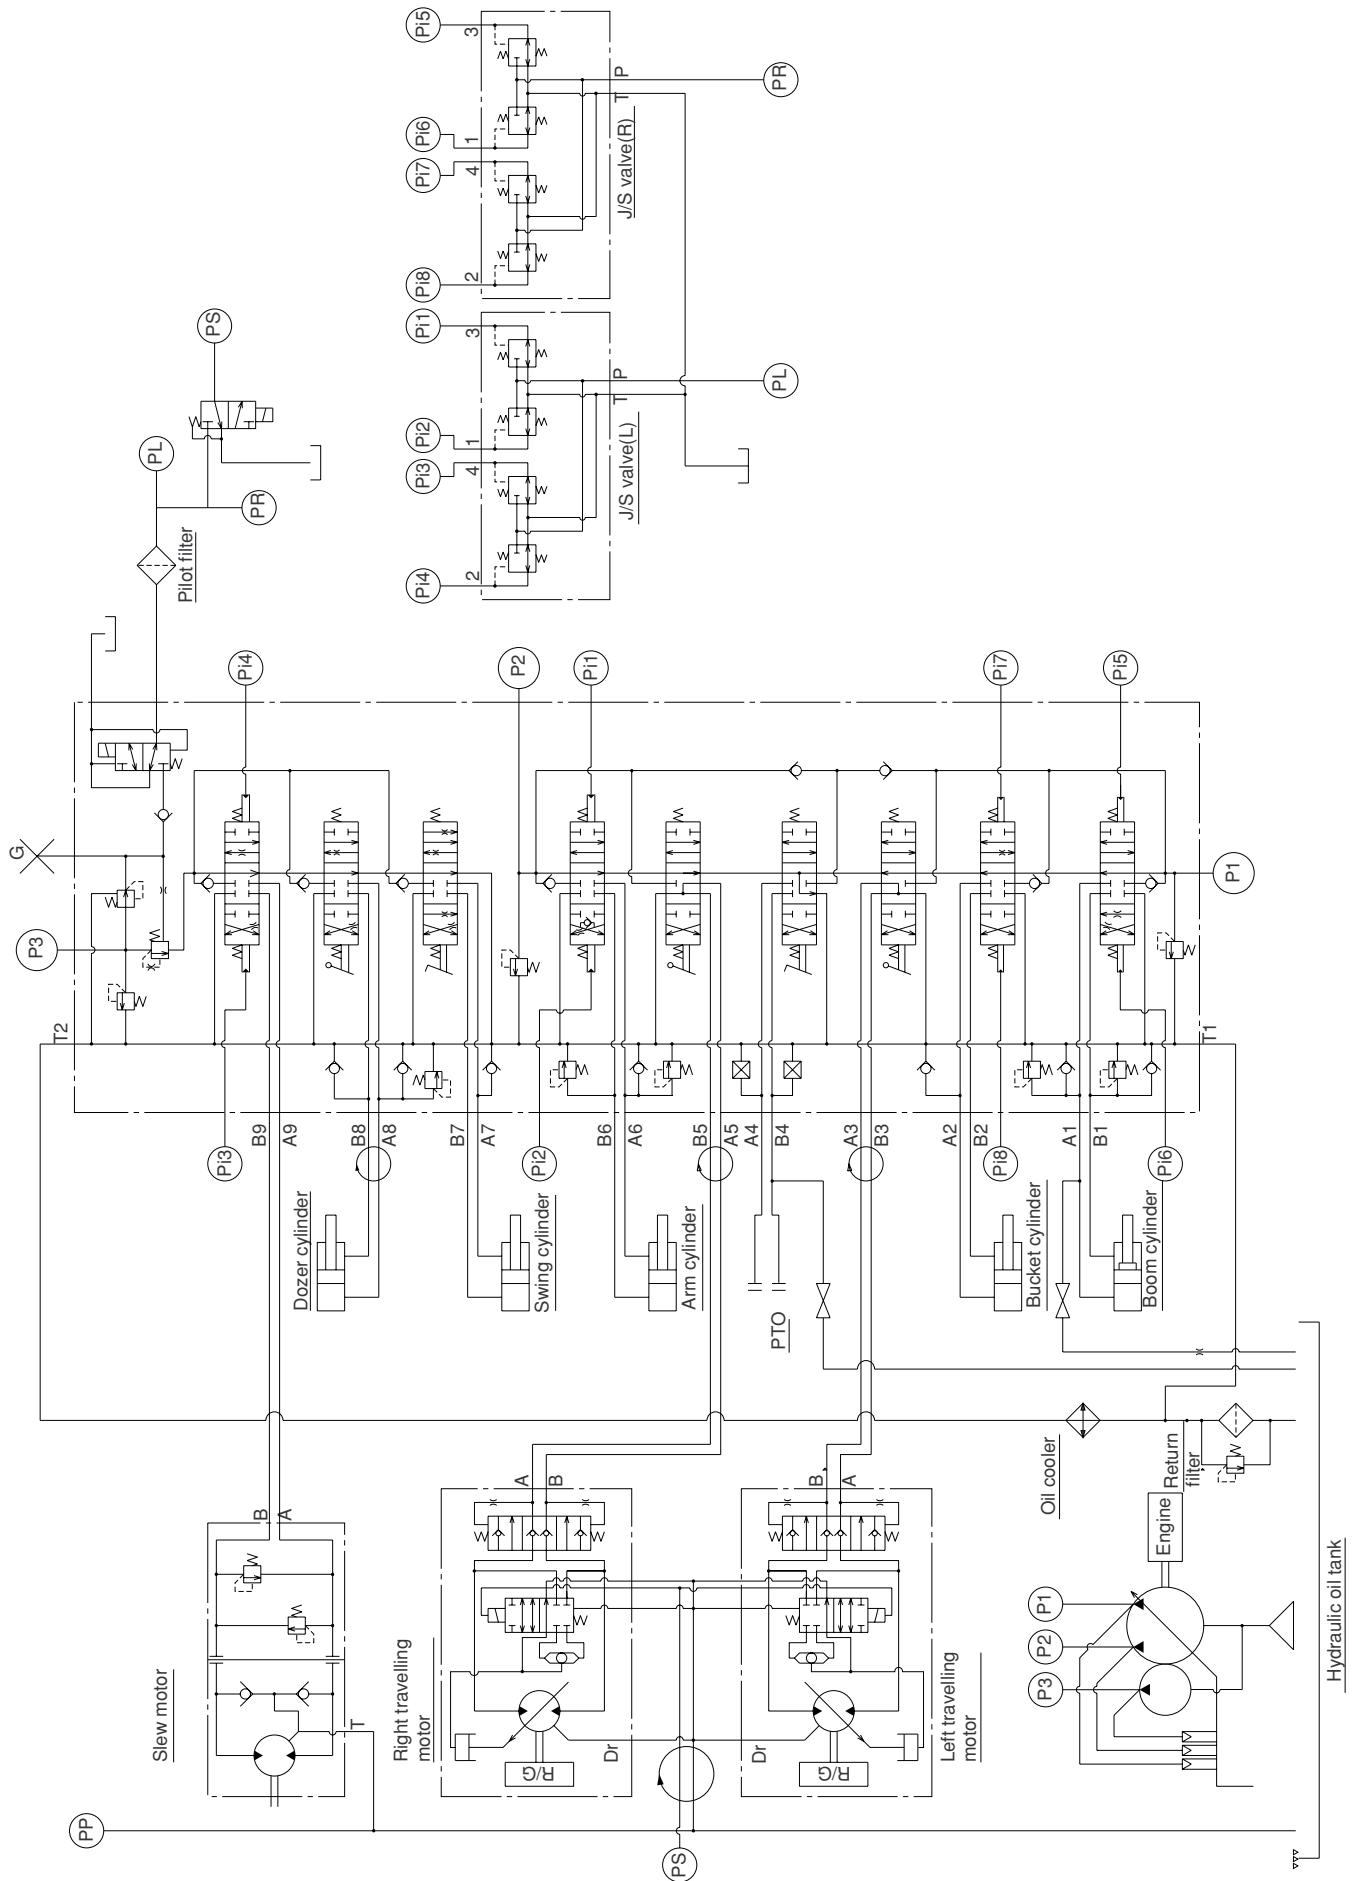 Pi5
3
PR
P
T
J/S valve(R)
1
Pi6
4
Pi7
2
Pi8
Pi1
3
PL
P
T
J/S valve(L)
1
Pi2
4
Pi3
2
Pi4
PS
PL
PR
Pilot filter
G
P3
T2
Pi4
P2
Pi1
Pi7
Pi5
P1
T1
Pi3
B9
A9
B8
A8
B7
A7
Pi2
B6
A6
B5
A5
A4
B4
A3
B3
A2
B2
Pi8
A1
B1
Pi6
Dozer cylinder
Swing cylinder
Arm cylinder
PTO
Bucket cylinder
Boom cylinder
Oil cooler
Return
filter
Slew motor
B
A
T
Right travelling
motor
A
B
Dr
R/G
Left travelling
motor
B
A
Dr
R/G
Engine
P1
P2
P3
PP
PS
Hydraulic oil tank